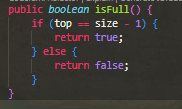 public boolean isFull() {
    if (top == size - 1) {
        return true;
    } else {
        return false;
    }
}